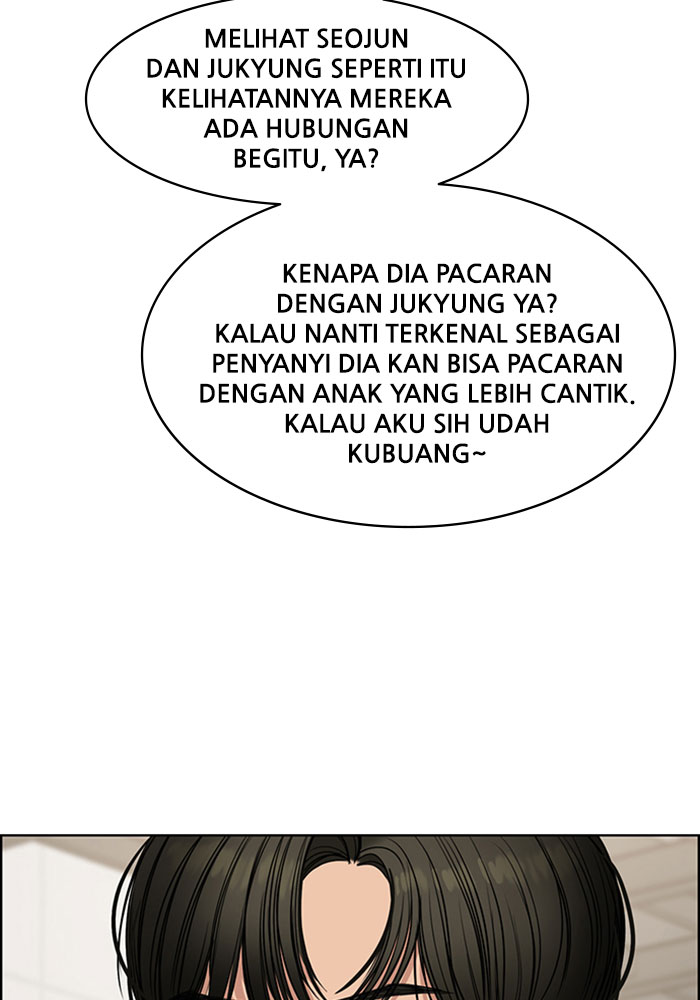 MELIHAT SEOJUN
DAN JUKYUNG SEPERTI ITU
KELIHATANNYA MEREKA
ADA HUBUNGAN
BEGITU, YA?
KENAPA DIA PACARAN
DENGAN JUKYUNG YA?
KALAU NANTI TERKENAL SEBAGAI
PENYANYI DIA KAN BISA PACARAN
DENGAN ANAK YANG LEBIH CANTIK.
KALAU AKU SIH UDAH
KUBUANG~